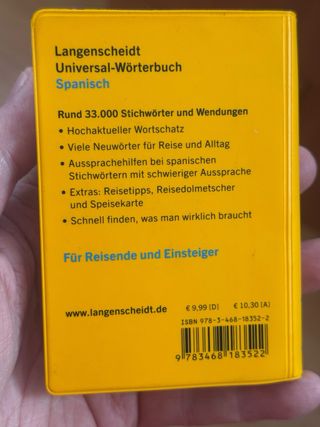 Langenscheidt
Universal-Wörterbuch
Spanisch
Rund 33.000 Stichwörter und Wendungen
• Hochaktueller Wortschatz
• Viele Neuwörter für Reise und Alltag
• Aussprachehilfen bei spanischen
Stichwörtern mit schwieriger Aussprache
• Extras: Reisetipps, Reisedolmetscher
und Speisekarte
• Schnell finden, was man wirklich braucht
Für Reisende und Einsteiger
www.langenscheidt.de
€ 9,99 [D] € 10,30 [A]
ISBN 978-3-468-18352-2
9 783468 183522